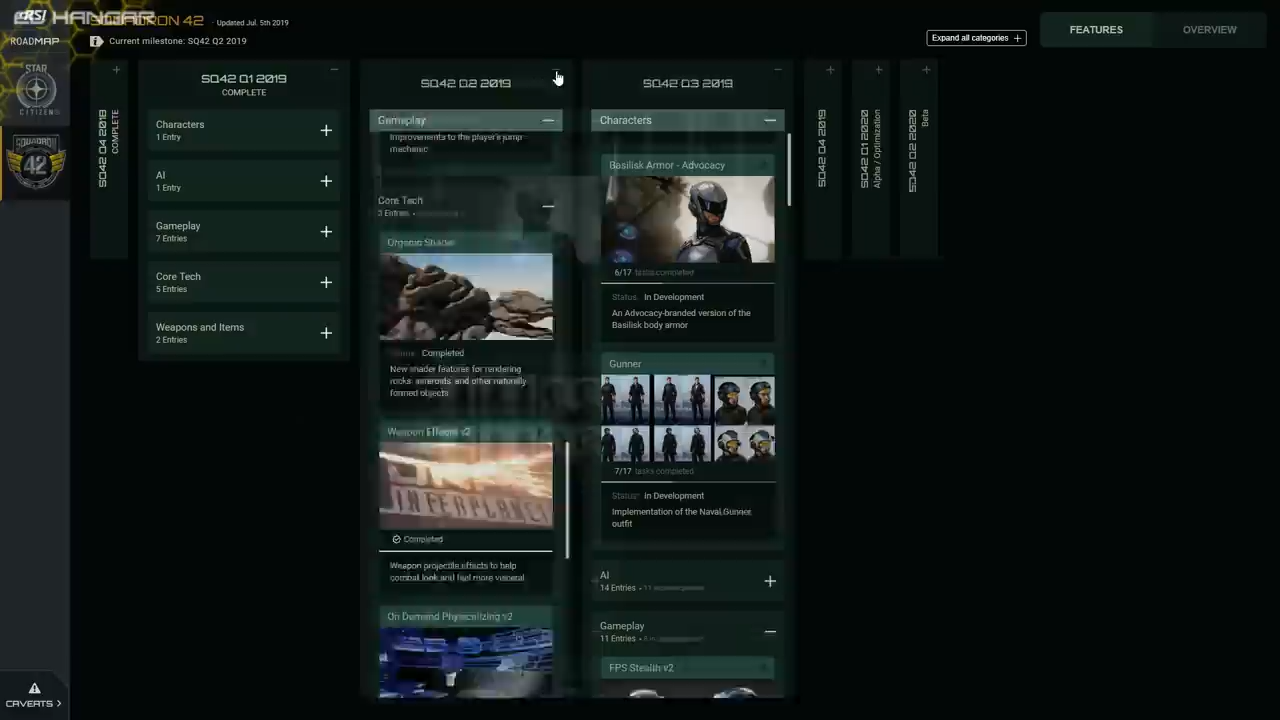 RSI
HANGAR
SQUADRON 42 - Updated Jul. 5th 2019
Current milestone: SQ42 Q2 2019
Expand all categories +
FEATURES
OVERVIEW
ROADMAP
STAR
CITIZEN
SQUADRON
42
CAVEATS >
SQ42 Q4 2018
COMPLETE
SQ42 Q1 2019
COMPLETE
Characters
1 Entry
AI
1 Entry
Gameplay
7 Entries
Core Tech
5 Entries
Weapons and Items
2 Entries
SQ42 Q2 2019
Gameplay
Improvements to the player's jump
mechanic
Core Tech
3 Entries
Organic Shader
Completed
New shader features for rendering
rocks, asteroids, and other naturally
formed objects
Weapon Effects v2
INTERPLANET
Completed
Weapon projectile effects to help
combat look and feel more visceral
On Demand Physicalizing v2
SQ42 Q3 2019
Characters
Basilisk Armor - Advocacy
6/17 tasks completed
Status: In Development
An Advocacy-branded version of the
Basilisk body armor
Gunner
7/17 tasks completed
Status: In Development
Implementation of the Naval Gunner
outfit
AI
14 Entries
Gameplay
11 Entries
FPS Stealth v2
SQ42 Q4 2019
SQ42 Q1 2020
Alpha / Optimization
SQ42 Q2 2020
Beta